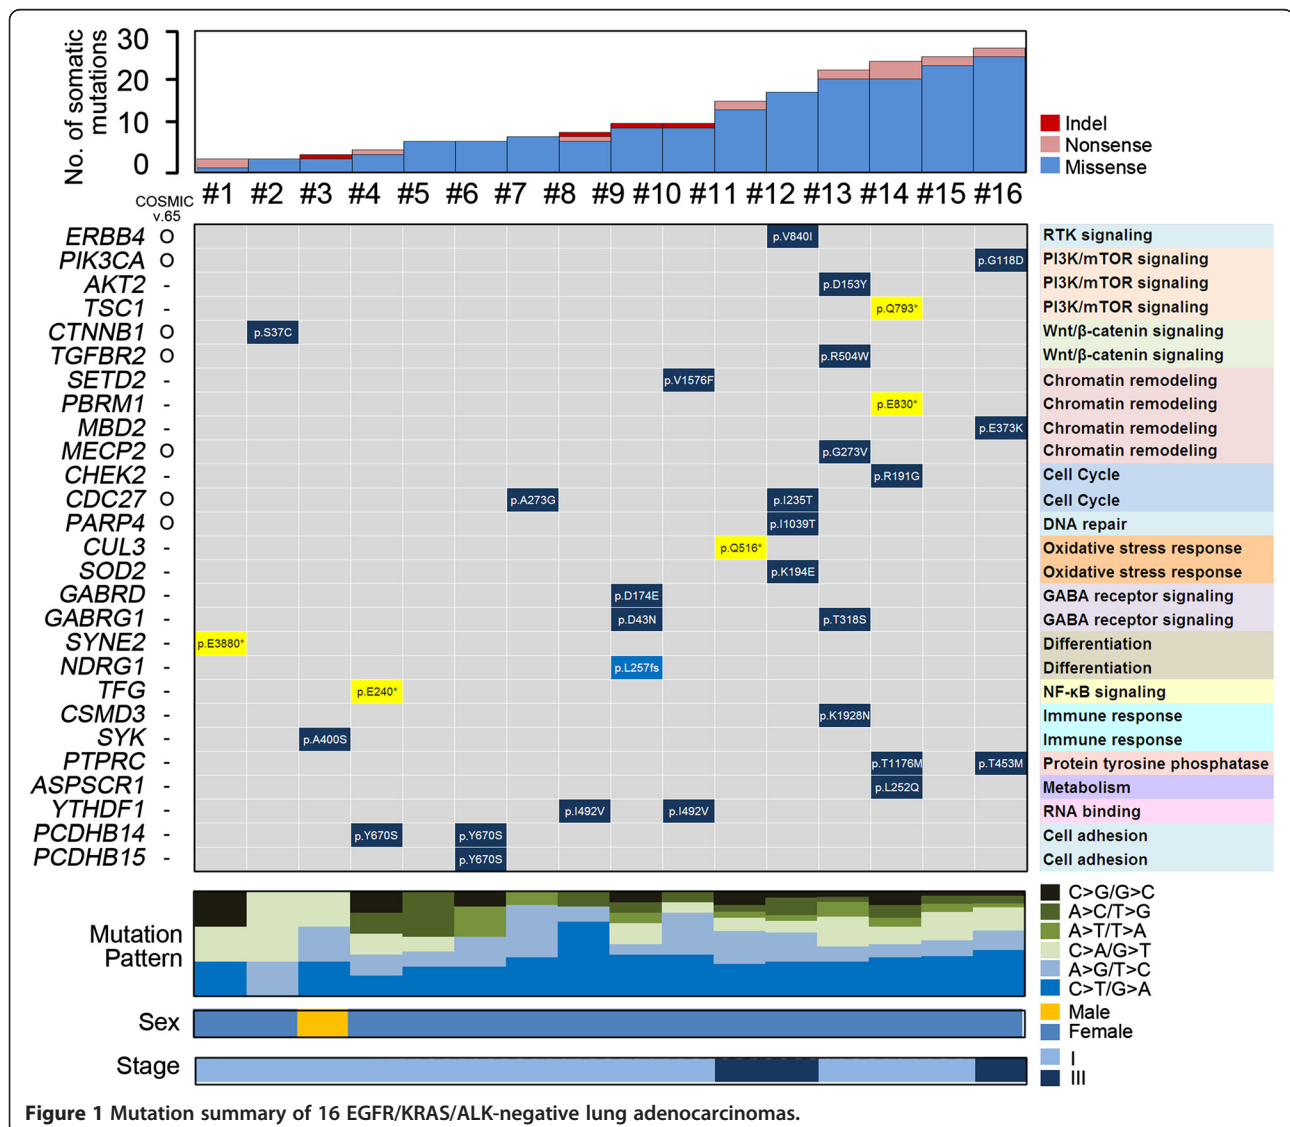 No. of somatic
mutations
30
20
10
0
Indel
Nonsense
Missense
COSMIC
v.65
#1 #2 #3 #4 #5 #6 #7 #8 #9 #10 #11 #12 #13 #14 #15 #16
ERBB4 O p.V840I RTK signaling
PIK3CA O p.G118D PI3K/mTOR signaling
AKT2 - p.D153Y PI3K/mTOR signaling
TSC1 - p.Q793* PI3K/mTOR signaling
CTNNB1 O p.S37C Wnt/β-catenin signaling
TGFBR2 O p.R504W Wnt/β-catenin signaling
SETD2 - p.V1576F Chromatin remodeling
PBRM1 - p.E830* Chromatin remodeling
MBD2 - p.E373K Chromatin remodeling
MECP2 O p.G273V Chromatin remodeling
CHEK2 - p.R191G Cell Cycle
CDC27 O p.A273G p.I235T Cell Cycle
PARP4 O p.I1039T DNA repair
CUL3 - p.Q516* Oxidative stress response
SOD2 - p.K194E Oxidative stress response
GABRD - p.D174E GABA receptor signaling
GABRG1 - p.D43N p.T318S GABA receptor signaling
SYNE2 - p.E3880* Differentiation
NDRG1 - p.L257fs Differentiation
TFG - p.E240* NF-κB signaling
CSMD3 - p.K1928N Immune response
SYK - p.A400S Immune response
PTPRC - p.T1176M p.T453M Protein tyrosine phosphatase
ASPSCR1 - p.L252Q Metabolism
YTHDF1 - p.I492V p.I492V RNA binding
PCDHB14 - p.Y670S p.Y670S Cell adhesion
PCDHB15 - p.Y670S Cell adhesion
Mutation
Pattern
C>G/G>C
A>C/T>G
A>T/T>A
C>A/G>T
A>G/T>C
C>T/G>A
Sex
Male
Female
Stage
I
III
Figure 1 Mutation summary of 16 EGFR/KRAS/ALK-negative lung adenocarcinomas.